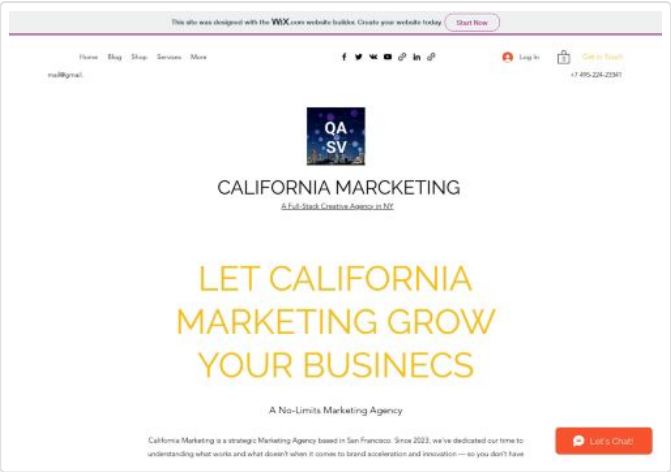 This site was designed with the WiX.com website builder. Create your website today. Start Now
Home Blog Shop Services More
Log In
0
Get in Touch
mail@gmail.
+7 495-224-23341
QA
SV
CALIFORNIA MARCKETING
A Full-Stack Creative Agency in NY
LET CALIFORNIA
MARKETING GROW
YOUR BUSINECS
A No-Limits Marketing Agency
California Marketing is a strategic Marketing Agency based in San Francisco. Since 2023, we've dedicated our time to
understanding what works and what doesn't when it comes to brand acceleration and innovation — so you don't have
Let's Chat!